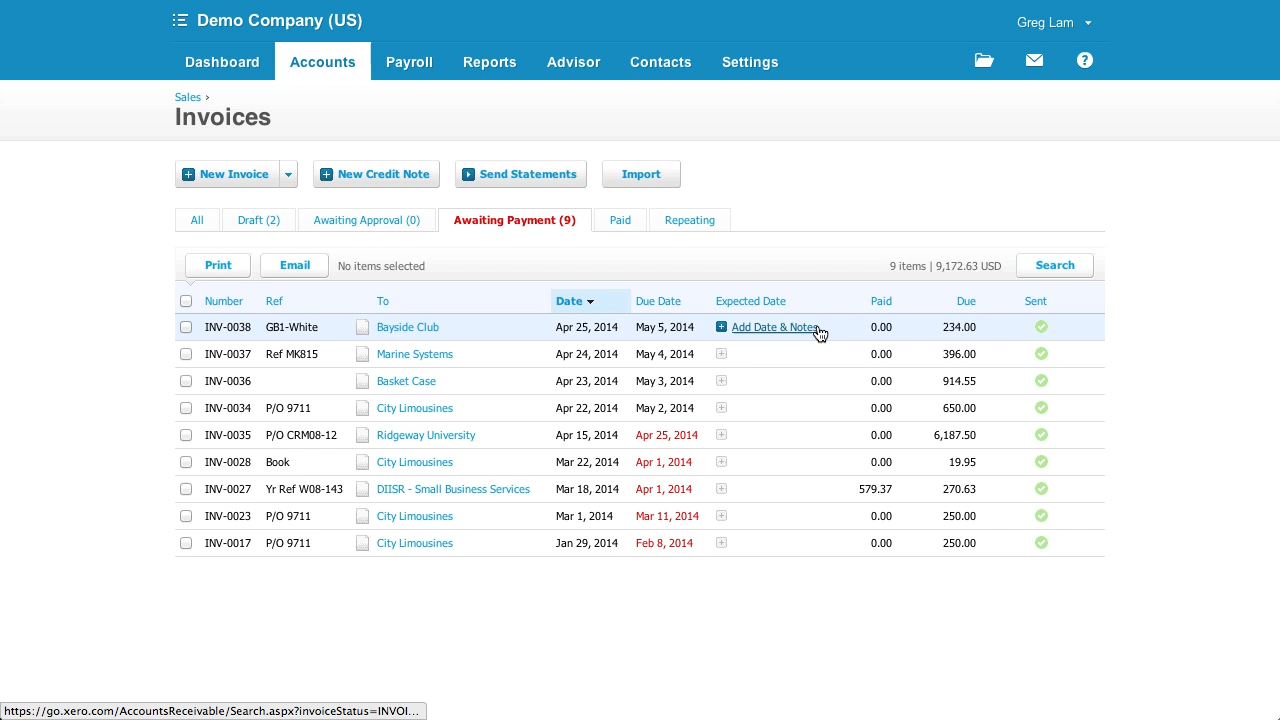 Demo Company (US)
Greg Lam
Dashboard Accounts Payroll Reports Advisor Contacts Settings
Sales ›
Invoices
New Invoice New Credit Note Send Statements Import
All Draft (2) Awaiting Approval (0) Awaiting Payment (9) Paid Repeating
Print Email No items selected 9 items | 9,172.63 USD Search
Number Ref To Date Due Date Expected Date Paid Due Sent
INV-0038 GB1-White Bayside Club Apr 25, 2014 May 5, 2014 Add Date & Notes 0.00 234.00
INV-0037 Ref MK815 Marine Systems Apr 24, 2014 May 4, 2014 0.00 396.00
INV-0036 Basket Case Apr 23, 2014 May 3, 2014 0.00 914.55
INV-0034 P/O 9711 City Limousines Apr 22, 2014 May 2, 2014 0.00 650.00
INV-0035 P/O CRM08-12 Ridgeway University Apr 15, 2014 Apr 25, 2014 0.00 6,187.50
INV-0028 Book City Limousines Mar 22, 2014 Apr 1, 2014 0.00 19.95
INV-0027 Yr Ref W08-143 DIISR - Small Business Services Mar 18, 2014 Apr 1, 2014 579.37 270.63
INV-0023 P/O 9711 City Limousines Mar 1, 2014 Mar 11, 2014 0.00 250.00
INV-0017 P/O 9711 City Limousines Jan 29, 2014 Feb 8, 2014 0.00 250.00
https://go.xero.com/AccountsReceivable/Search.aspx?invoiceStatus=INVOI...